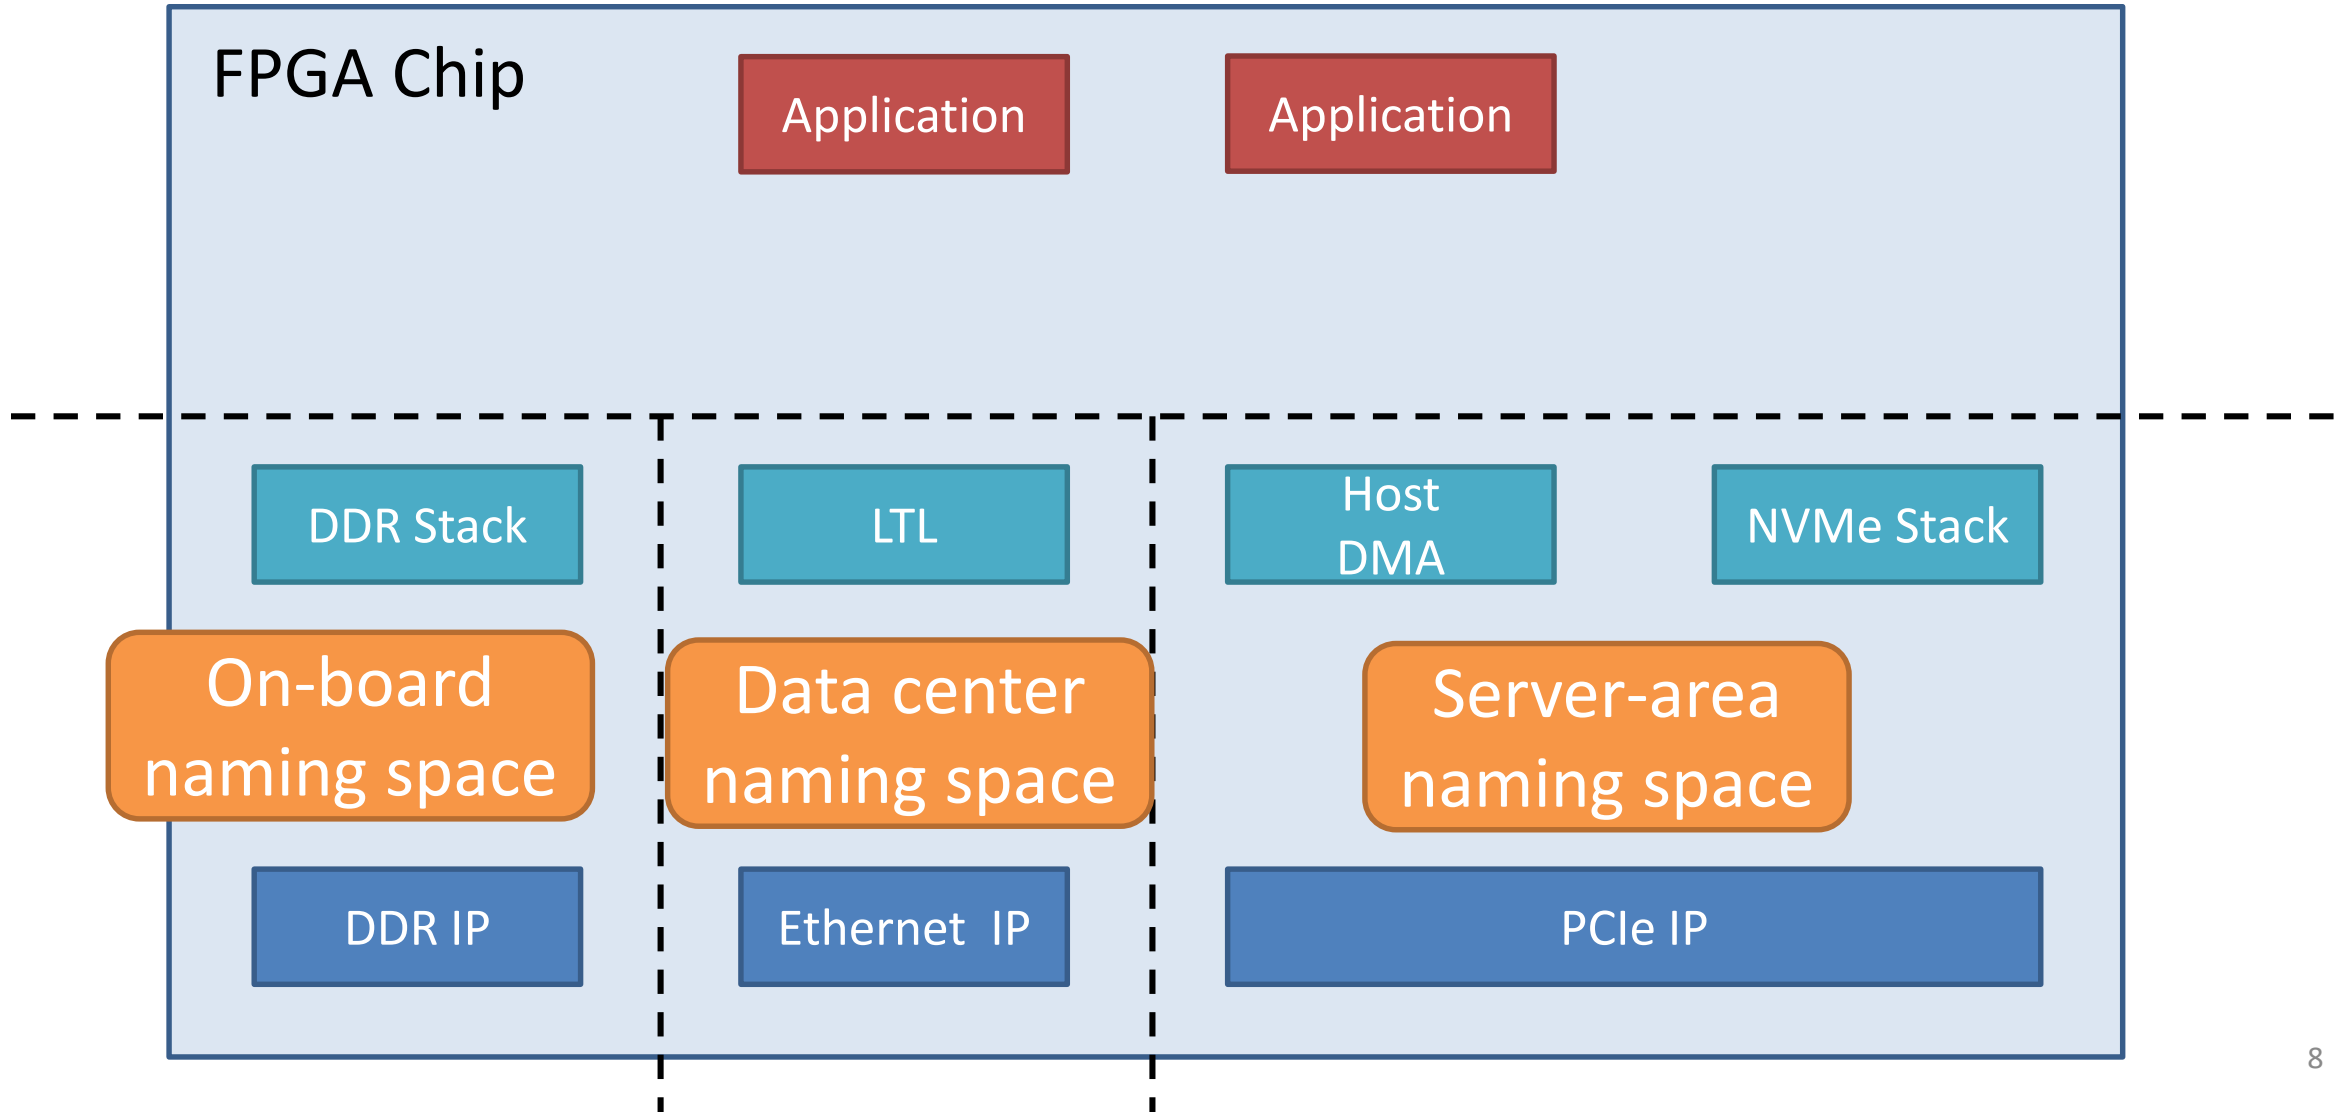 FPGA Chip
Application
Application
DDR Stack
LTL
Host
DMA
NVMe Stack
On-board
naming space
Data center
naming space
Server-area
naming space
DDR IP
Ethernet  IP
PCIe IP
8